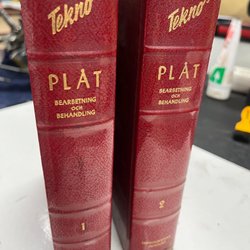 Tekno
PLÅT
BEARBETNING
OCH
BEHANDLING
1
Tekno
PLÅT
BEARBETNING
OCH
BEHANDLING
2